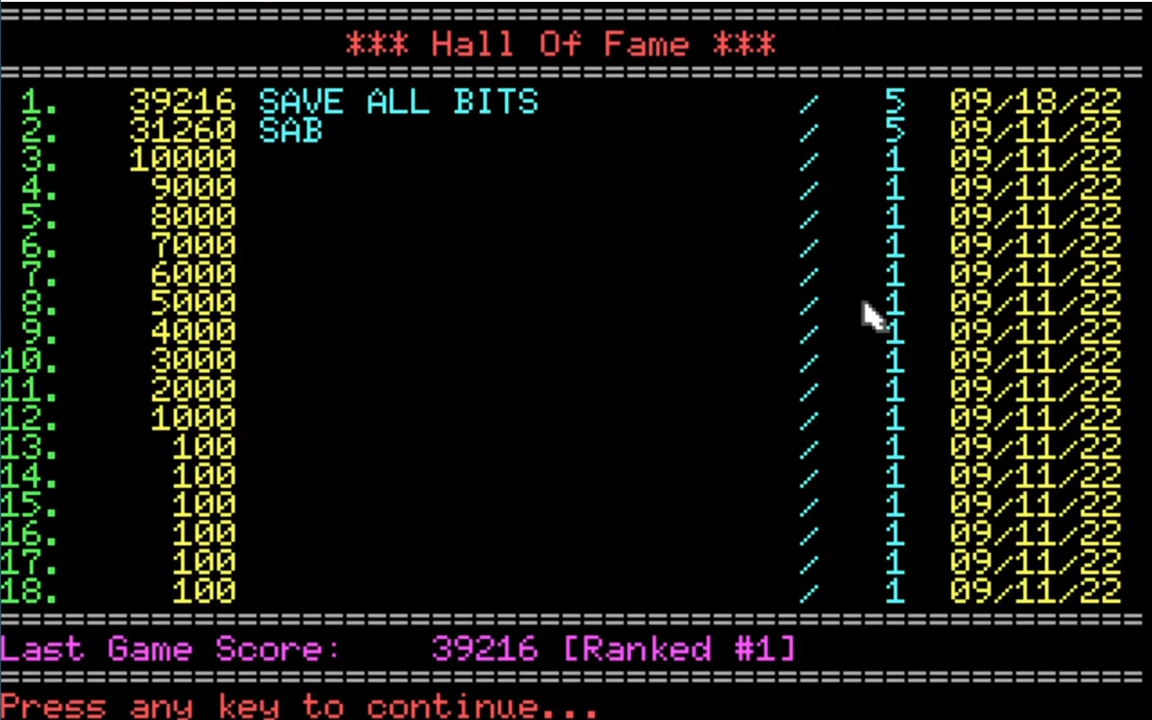 =====================================================
*** Hall Of Fame ***
=====================================================
1. 39216 SAVE ALL BITS / 5 09/18/22
2. 31260 SAB / 5 09/11/22
3. 10000 / 1 09/11/22
4. 9000 / 1 09/11/22
5. 8000 / 1 09/11/22
6. 7000 / 1 09/11/22
7. 6000 / 1 09/11/22
8. 5000 / 1 09/11/22
9. 4000 / 1 09/11/22
10. 3000 / 1 09/11/22
11. 2000 / 1 09/11/22
12. 1000 / 1 09/11/22
13. 100 / 1 09/11/22
14. 100 / 1 09/11/22
15. 100 / 1 09/11/22
16. 100 / 1 09/11/22
17. 100 / 1 09/11/22
18. 100 / 1 09/11/22
=====================================================
Last Game Score: 39216 [Ranked #1]
=====================================================
Press any key to continue...